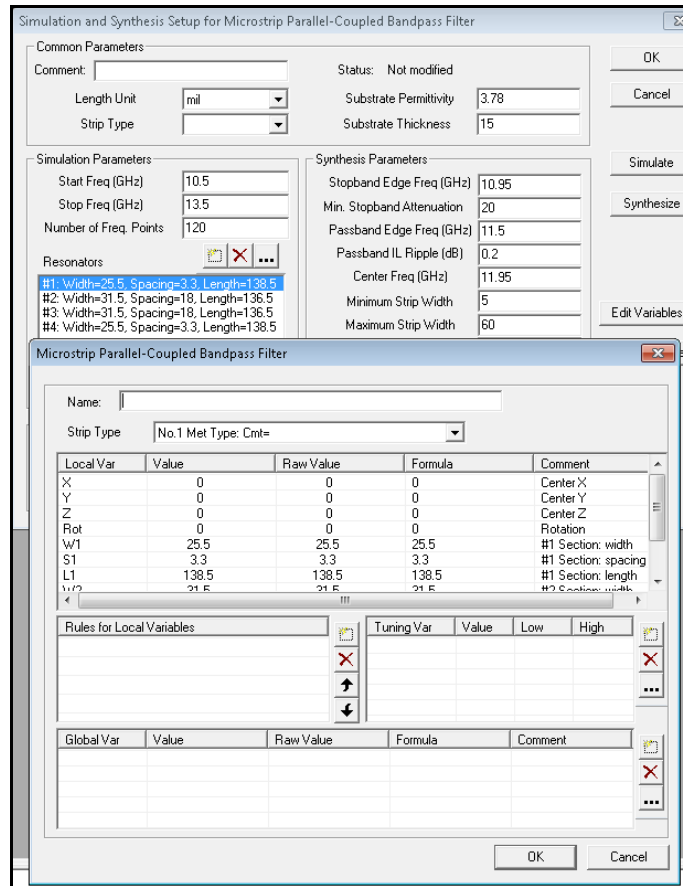 Simulation and Synthesis Setup for Microstrip Parallel-Coupled Bandpass Filter
Common Parameters
Comment:
Status: Not modified
OK
Length Unit mil
Substrate Permittivity 3.78
Cancel
Strip Type
Substrate Thickness 15
Simulation Parameters
Start Freq (GHz) 10.5
Stop Freq (GHz) 13.5
Number of Freq. Points 120
Resonators ...
#1: Width=25.5, Spacing=3.3, Length=138.5
#2: Width=31.5, Spacing=18, Length=136.5
#3: Width=31.5, Spacing=18, Length=136.5
#4: Width=25.5, Spacing=3.3, Length=138.5
Synthesis Parameters
Stopband Edge Freq (GHz) 10.95
Min. Stopband Attenuation 20
Passband Edge Freq (GHz) 11.5
Passband IL Ripple (dB) 0.2
Center Freq (GHz) 11.95
Minimum Strip Width 5
Maximum Strip Width 60
Simulate
Synthesize
Edit Variables
Microstrip Parallel-Coupled Bandpass Filter
Name:
Strip Type No.1 Met Type: Cmt=
Local Var Value Raw Value Formula Comment
X 0 0 0 Center X
Y 0 0 0 Center Y
Z 0 0 0 Center Z
Rot 0 0 0 Rotation
W1 25.5 25.5 25.5 #1 Section: width
S1 3.3 3.3 3.3 #1 Section: spacing
L1 138.5 138.5 138.5 #1 Section: length
W2 31.5 31.5 31.5 #2 Section: width
Rules for Local Variables
Tuning Var Value Low High
...
Global Var Value Raw Value Formula Comment
...
OK Cancel